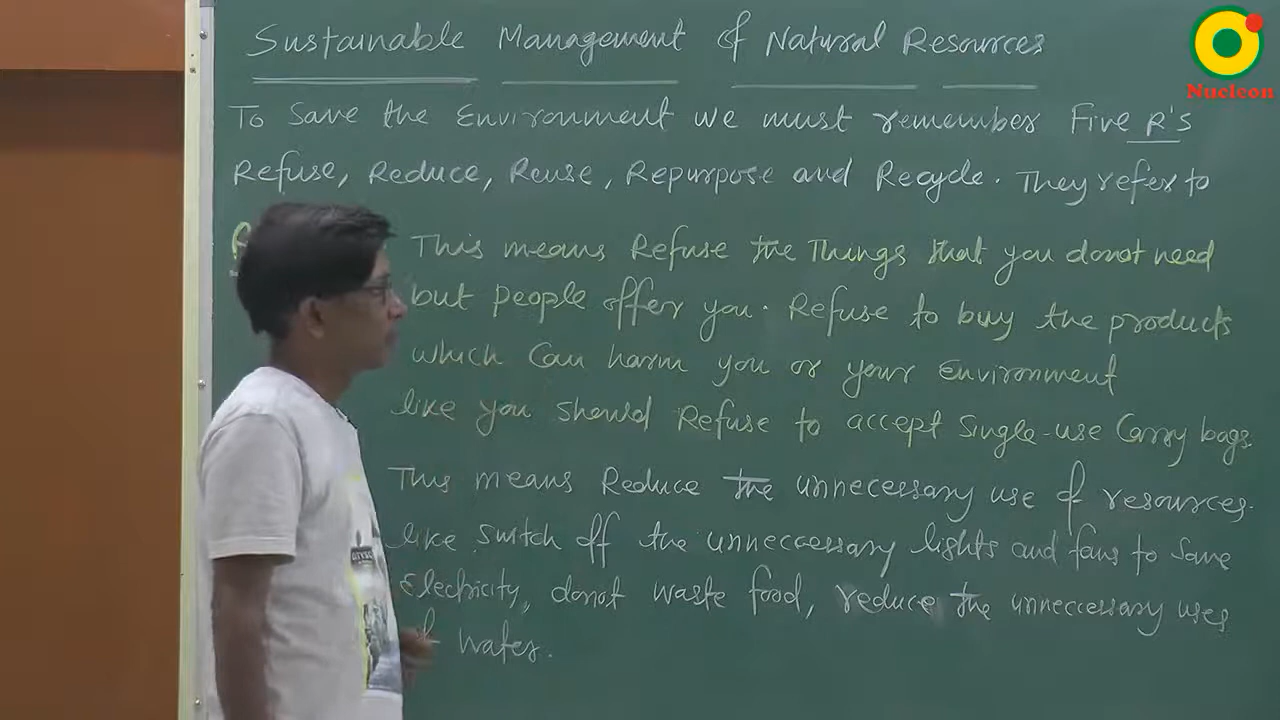 Sustainable Management of Natural Resources
Nucleon
To Save the Environment we must remember Five R's
Refuse, Reduce, Reuse, Repurpose and Recycle. They refer to
This means Refuse the Things that you donot need
but people offer you. Refuse to buy the products
which Can harm you or your Environment
like you should Refuse to accept Single-use Carry bags.
This means Reduce the unnecessary use of resources.
like switch off the unneccessary lights and fans to Save
Electricity, donot waste food, reduce the unneccessary uses
of water.